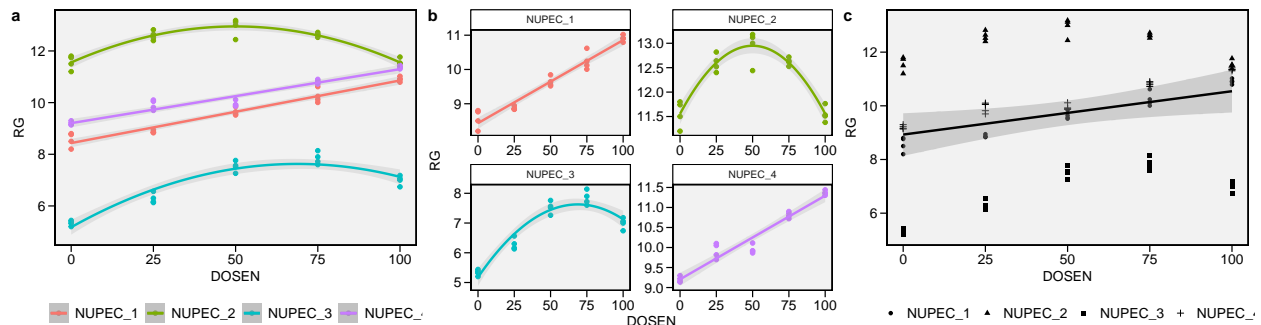 a
12
10
8
6
RG
0 25 50 75 100
DOSEN
NUPEC_1 NUPEC_2 NUPEC_3 NUPEC_4
b
NUPEC_1 NUPEC_2
11
10
9
0 25 50 75 100
13.0
12.5
12.0
11.5
0 25 50 75 100
RG
NUPEC_3 NUPEC_4
8
7
6
5
0 25 50 75 100
11.5
11.0
10.5
10.0
9.5
9.0
0 25 50 75 100
DOSEN
c
12
10
8
6
RG
0 25 50 75 100
DOSEN
NUPEC_1 NUPEC_2 NUPEC_3 NUPEC_4